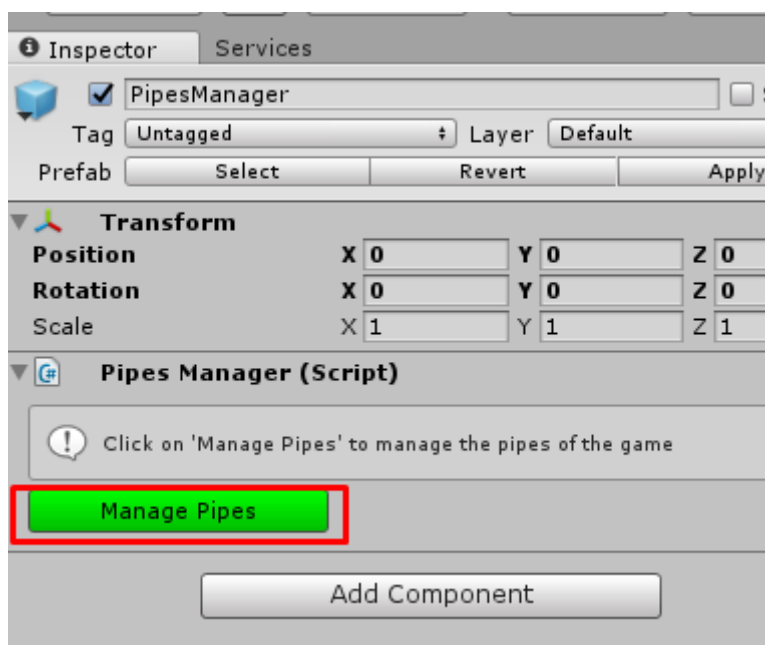 Inspector Services
PipesManager
Tag Untagged Layer Default
Prefab Select Revert Apply
Transform
Position X 0 Y 0 Z 0
Rotation X 0 Y 0 Z 0
Scale X 1 Y 1 Z 1
Pipes Manager (Script)
Click on 'Manage Pipes' to manage the pipes of the game
Manage Pipes
Add Component